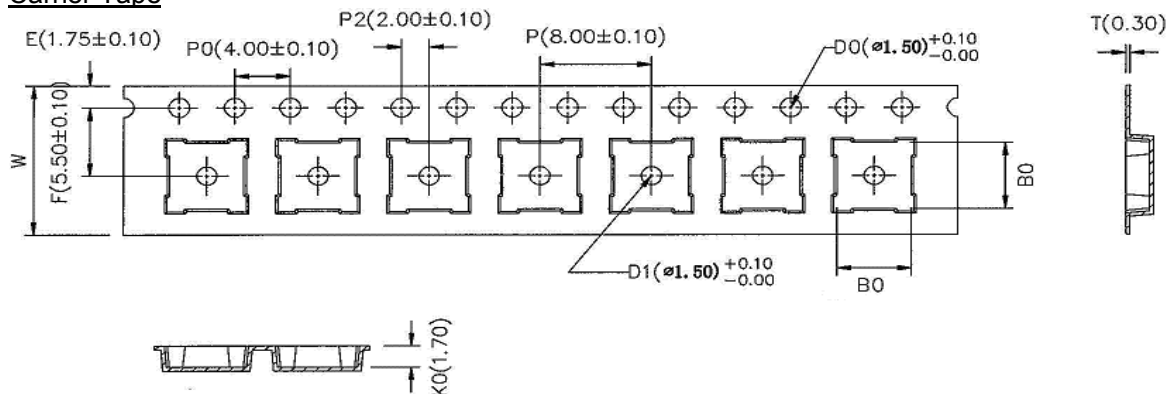 Carrier Tape
P2(2.00±0.10)
T(0.30)
E(1.75±0.10)
P0(4.00±0.10)
P(8.00±0.10)
D0(ø1.50) +0.10 -0.00
W
F(5.50±0.10)
B0
D1(ø1.50) +0.10 -0.00
B0
K0(1.70)